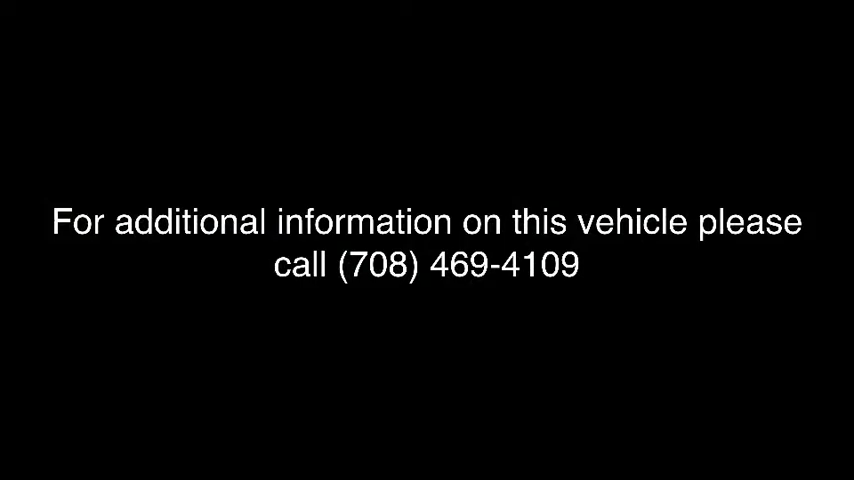 For additional information on this vehicle please
call (708) 469-4109